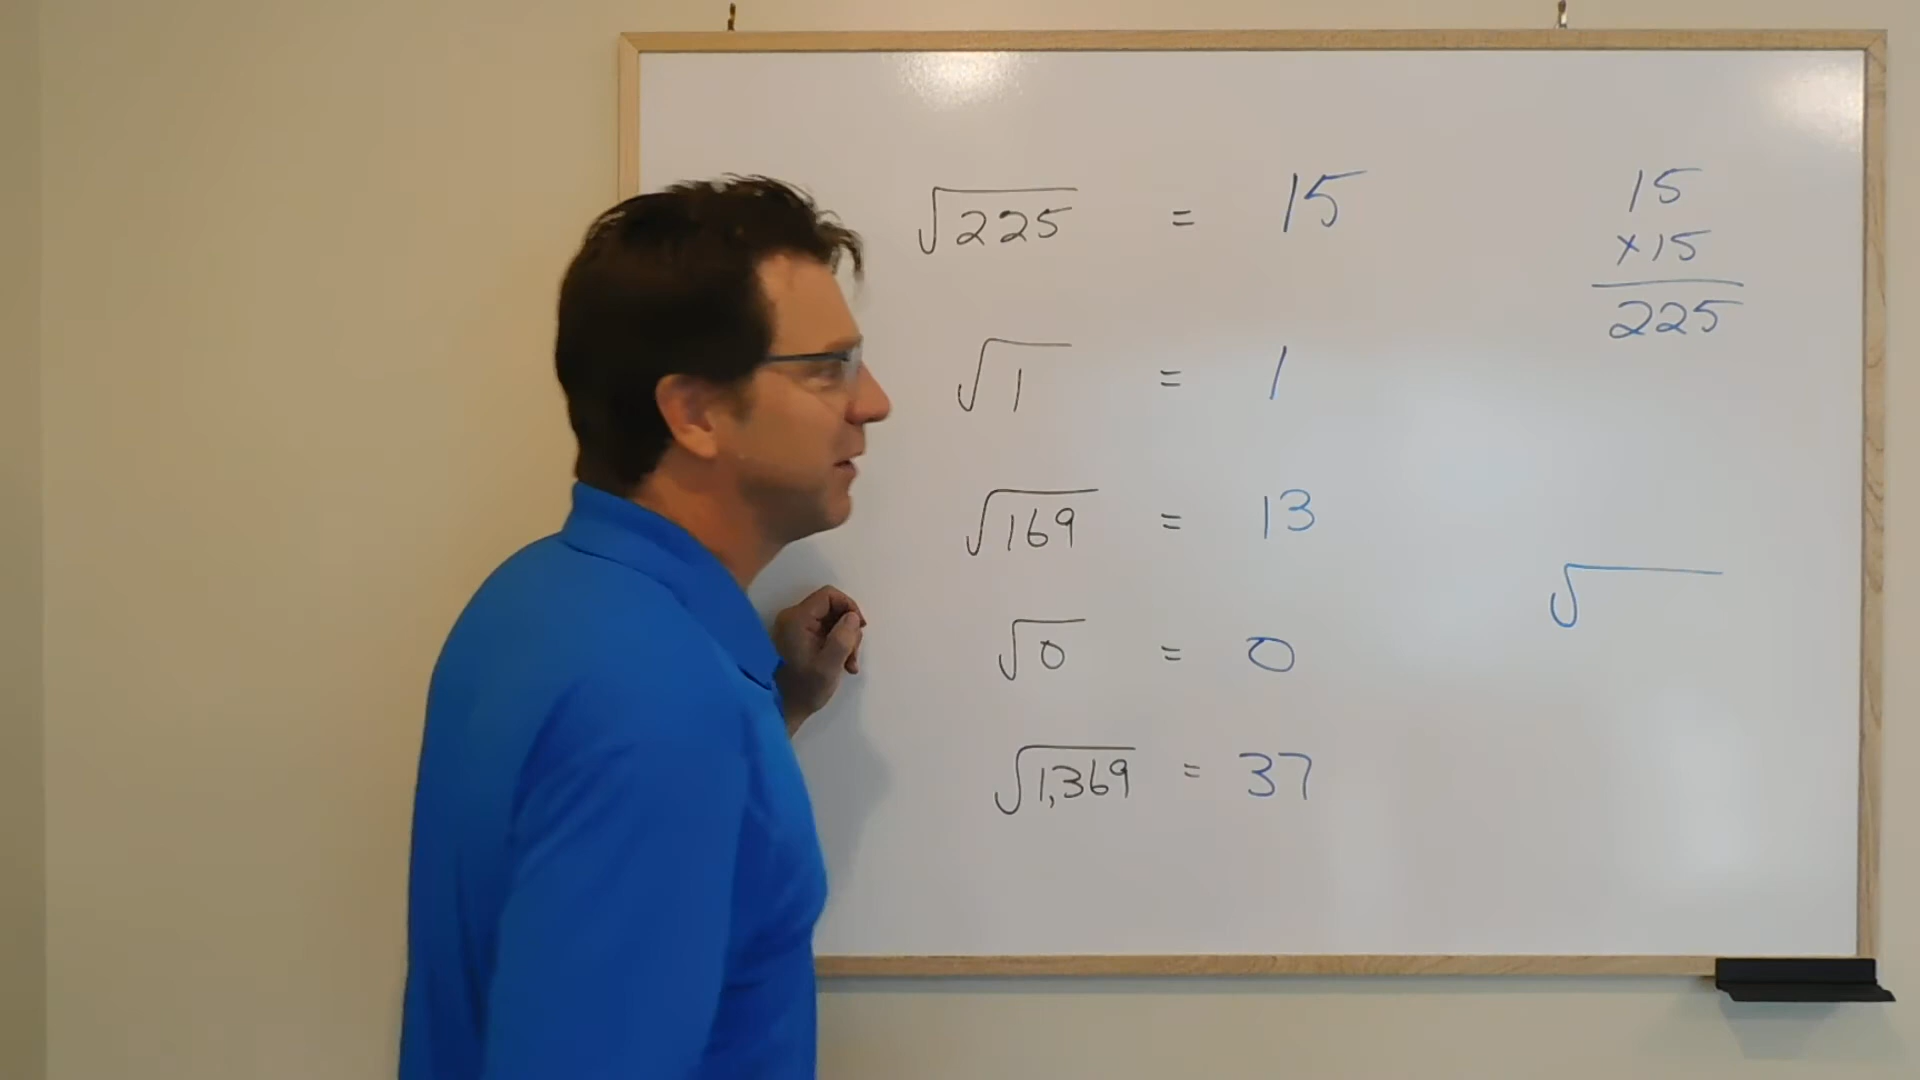 √225 = 15
√1 = 1
√169 = 13
√0 = 0
√1,369 = 37
15
×15
225
√